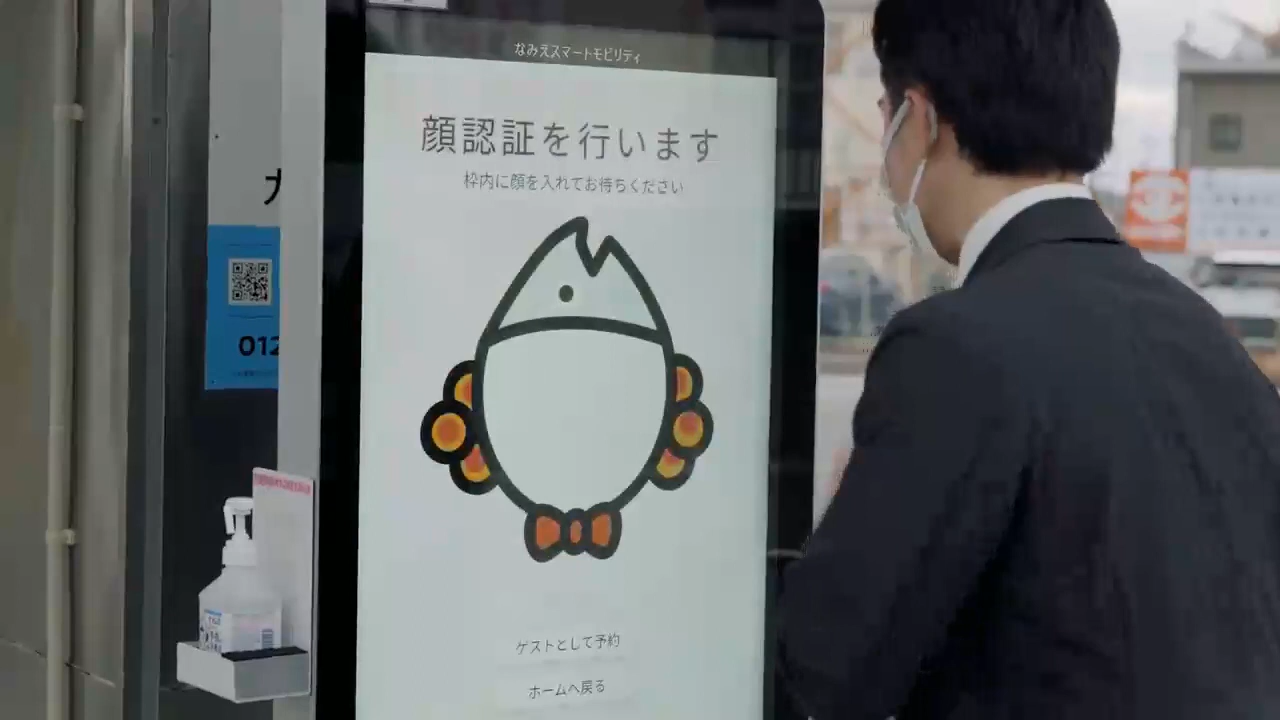 なみえスマートモビリティ
顔認証を行います
枠内に顔を入れてお待ちください
012
ゲストとして予約
ホームへ戻る